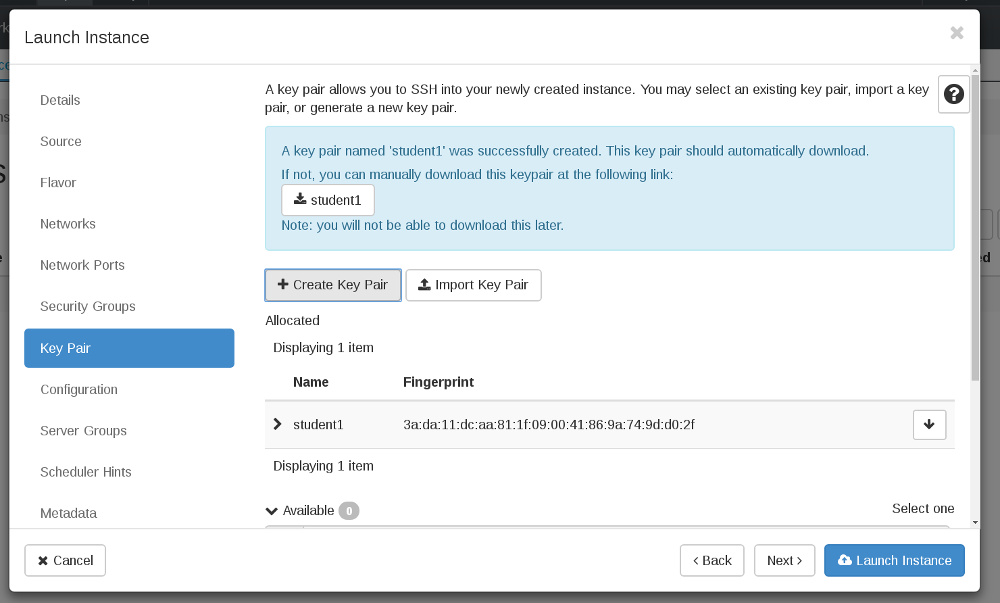 Launch Instance
Details
Source
Flavor
Networks
Network Ports
Security Groups
Key Pair
Configuration
Server Groups
Scheduler Hints
Metadata
A key pair allows you to SSH into your newly created instance. You may select an existing key pair, import a key
pair, or generate a new key pair.
A key pair named 'student1' was successfully created. This key pair should automatically download.
If not, you can manually download this keypair at the following link:
student1
Note: you will not be able to download this later.
Create Key Pair
Import Key Pair
Allocated
Displaying 1 item
Name Fingerprint
student1 3a:da:11:dc:aa:81:1f:09:00:41:86:9a:74:9d:d0:2f
Displaying 1 item
Available 0 Select one
Cancel
Back
Next
Launch Instance